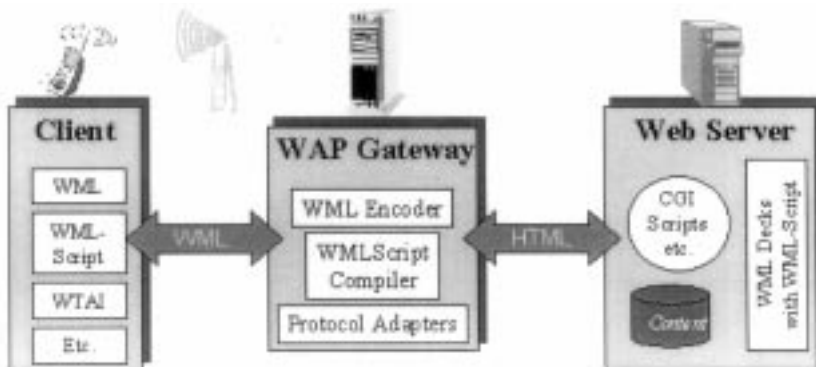 Client
WML
WML-
Script
WTAI
Etc.
WML
WAP Gateway
WML Encoder
WMLScript
Compiler
Protocol Adapters
HTML
Web Server
CGI
Scripts
etc.
Content
WML Decks
with WML-Script